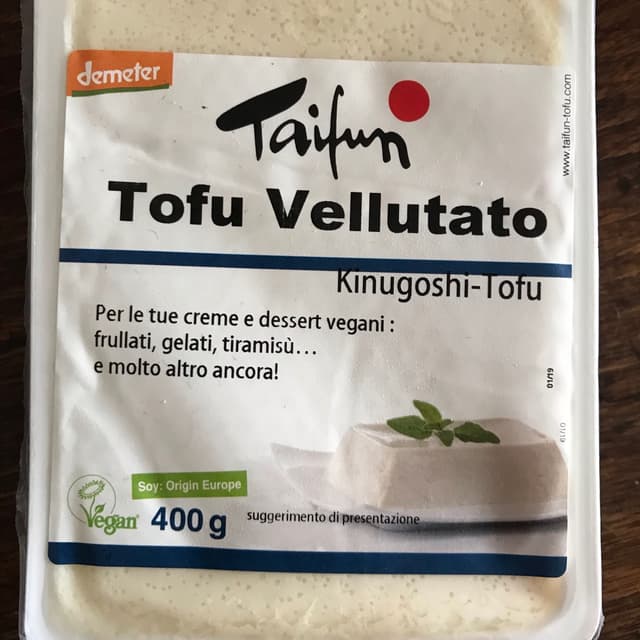 demeter
Taifun
www.taifun-tofu.com
Tofu Vellutato
Kinugoshi-Tofu
Per le tue creme e dessert vegani :
frullati, gelati, tiramisù...
e molto altro ancora!
01/19
Soy: Origin Europe
Vegan
400 g
suggerimento di presentazione